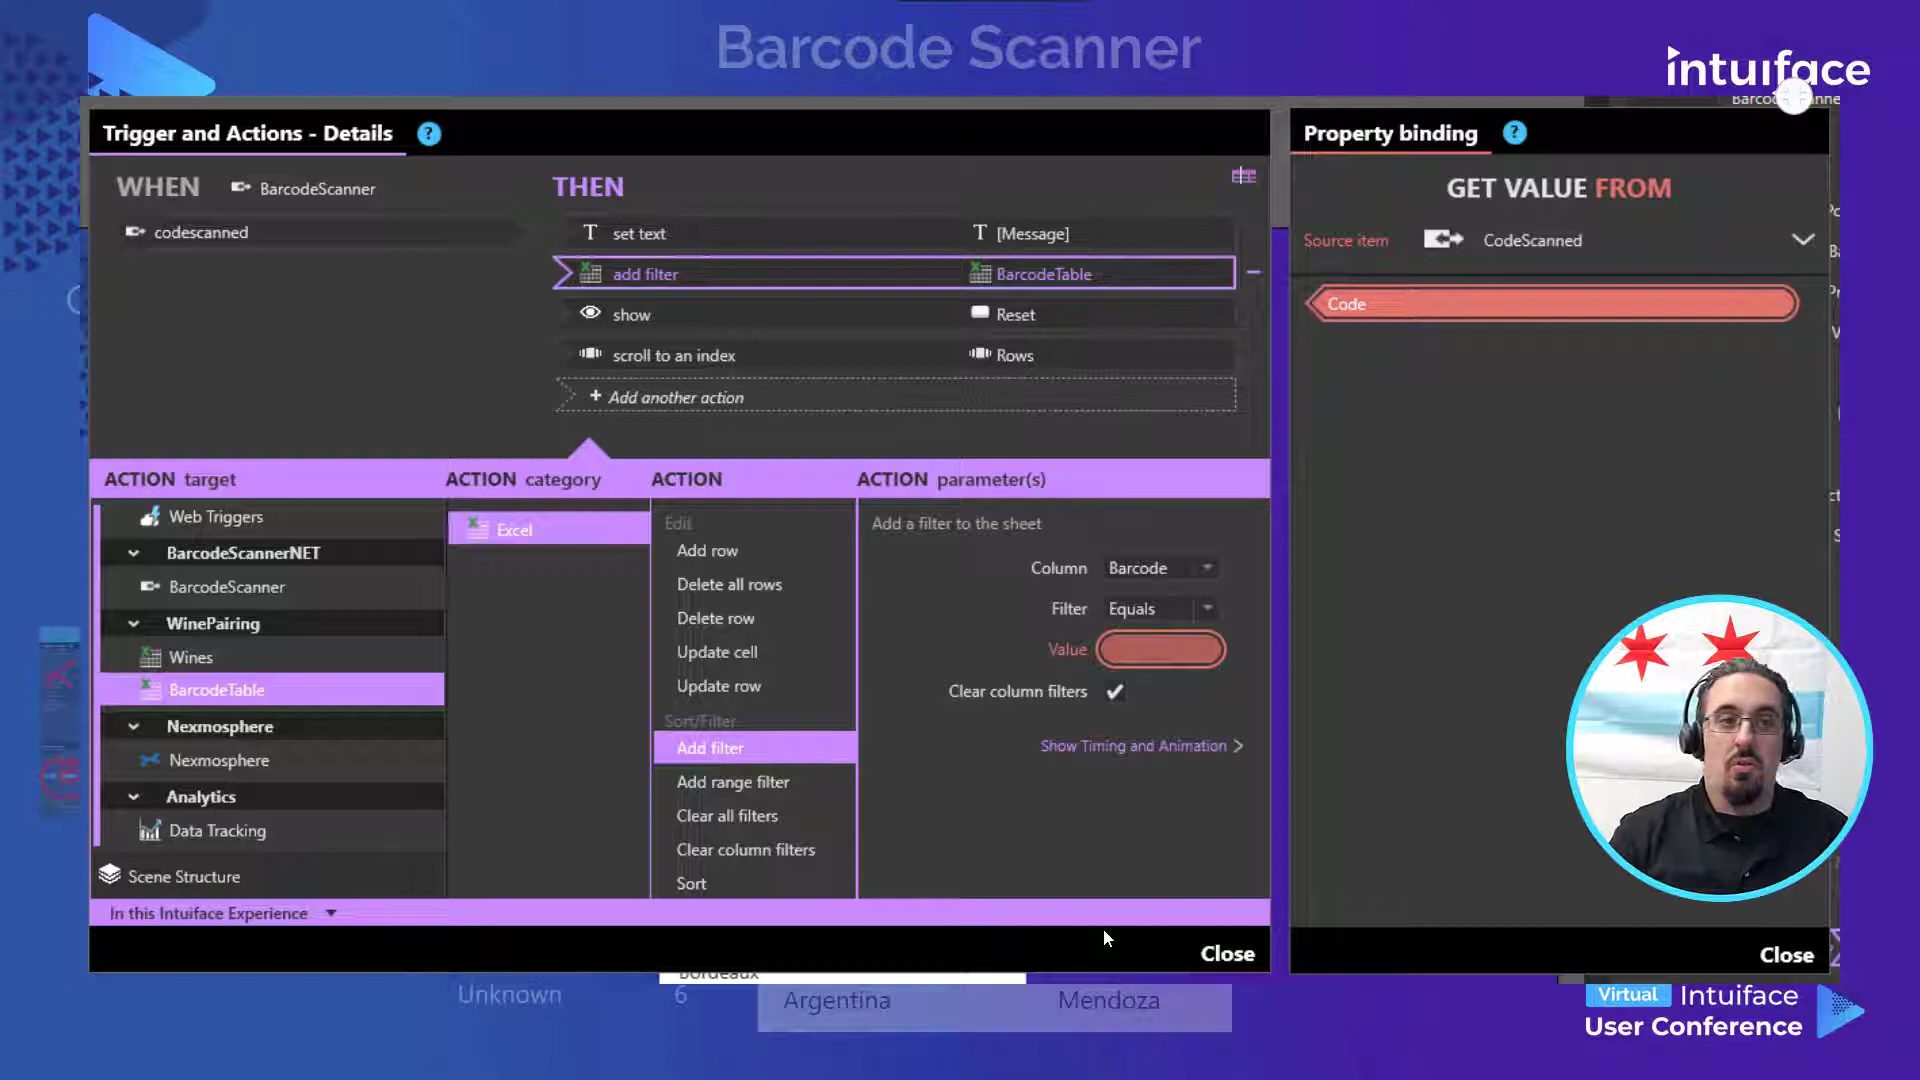 Barcode Scanner
intuiface
Trigger and Actions - Details ?
WHEN BarcodeScanner
codescanned
THEN
set text [Message]
add filter BarcodeTable
show Reset
scroll to an index Rows
+ Add another action
ACTION target
Web Triggers
BarcodeScannerNET
BarcodeScanner
WinePairing
Wines
BarcodeTable
Nexmosphere
Nexmosphere
Analytics
Data Tracking
Scene Structure
In this Intuiface Experience
ACTION category
Excel
ACTION
Edit
Add row
Delete all rows
Delete row
Update cell
Update row
Sort/Filter
Add filter
Add range filter
Clear all filters
Clear column filters
Sort
ACTION parameter(s)
Add a filter to the sheet
Column Barcode
Filter Equals
Value
Clear column filters
Show Timing and Animation
Close
Property binding ?
GET VALUE FROM
Source item CodeScanned
Code
Close
Bordeaux
Unknown 6 Argentina Mendoza
Virtual Intuiface
User Conference